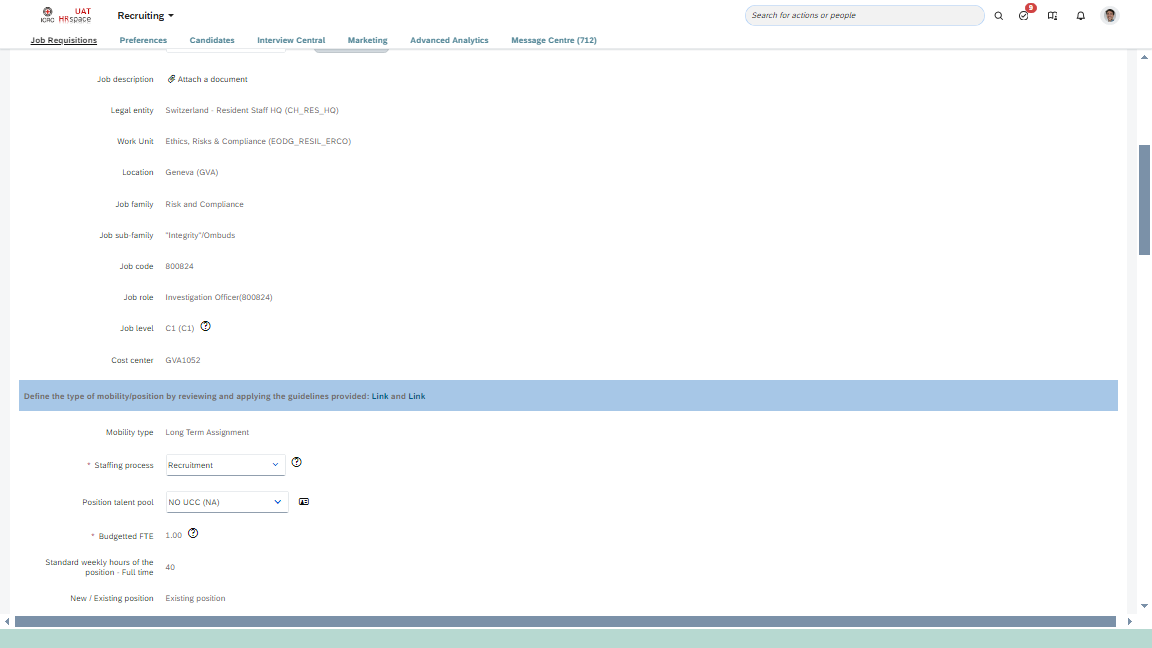 ICRC
UAT
HRspace
Recruiting
Search for actions or people
9
Job Requisitions
Preferences
Candidates
Interview Central
Marketing
Advanced Analytics
Message Centre (712)
Job description
Attach a document
Legal entity
Switzerland - Resident Staff HQ (CH_RES_HQ)
Work Unit
Ethics, Risks & Compliance (EODG_RESIL_ERCO)
Location
Geneva (GVA)
Job family
Risk and Compliance
Job sub-family
"Integrity"/Ombuds
Job code
800824
Job role
Investigation Officer(800824)
Job level
C1 (C1)
Cost center
GVA1052
Define the type of mobility/position by reviewing and applying the guidelines provided: Link and Link
Mobility type
Long Term Assignment
* Staffing process
Recruitment
Position talent pool
NO UCC (NA)
* Budgetted FTE
1.00
Standard weekly hours of the
position - Full time
40
New / Existing position
Existing position